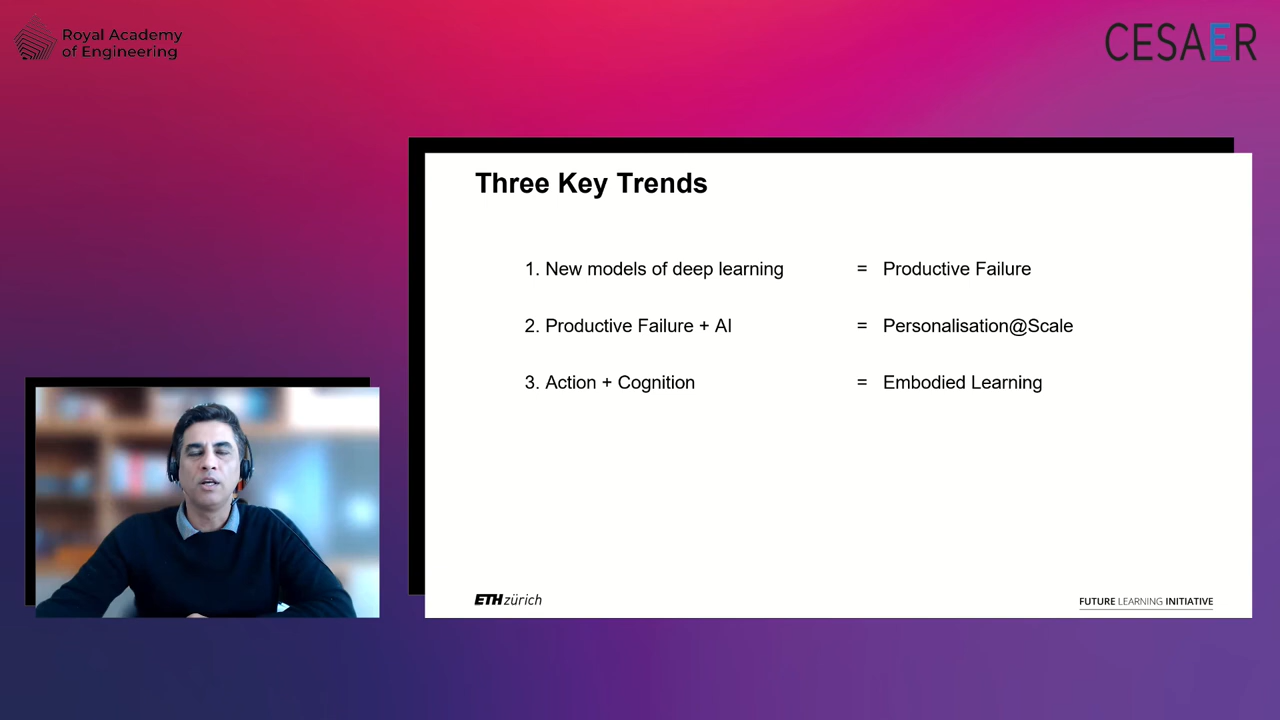 Royal Academy
of Engineering
CESAER
Three Key Trends
1. New models of deep learning = Productive Failure
2. Productive Failure + AI = Personalisation@Scale
3. Action + Cognition = Embodied Learning
ETH zürich
FUTURE LEARNING INITIATIVE